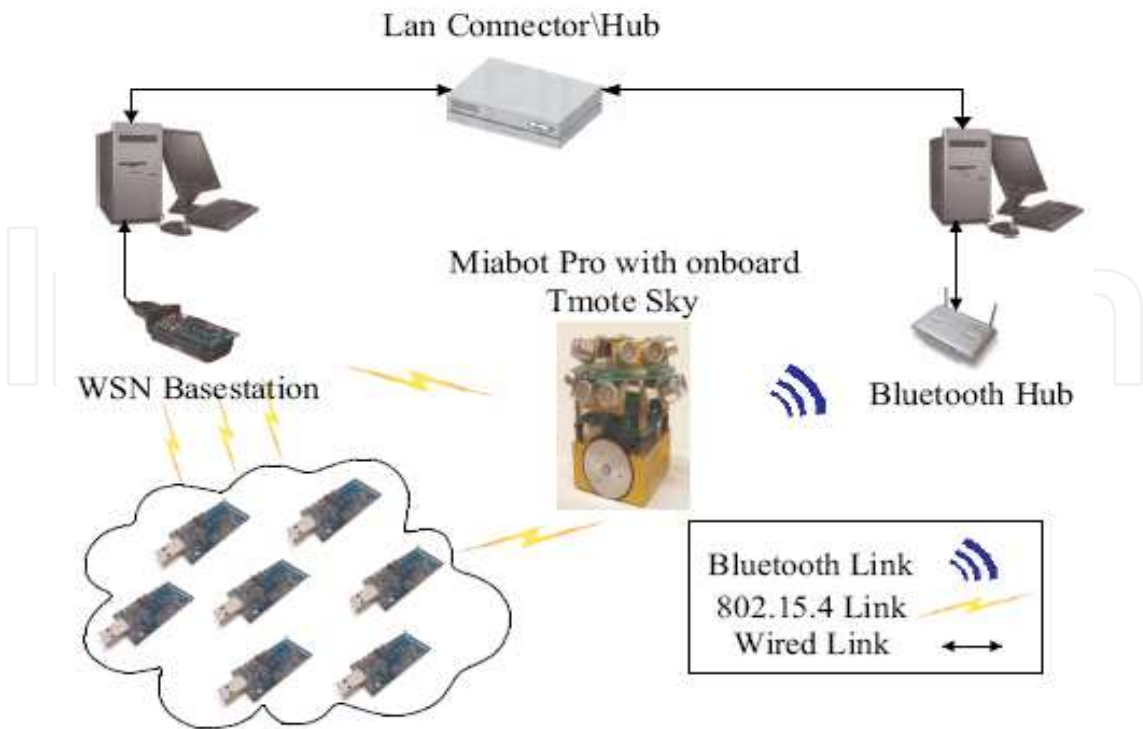 Lan Connector\Hub
Miabot Pro with onboard
Tmote Sky
WSN Basestation
Bluetooth Hub
Bluetooth Link
802.15.4 Link
Wired Link